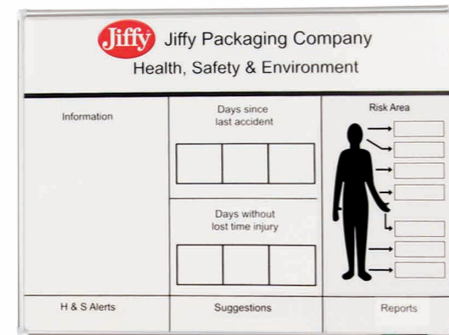 Jiffy Jiffy Packaging Company
Health, Safety & Environment
Information
Days since
last accident
Risk Area
Days without
lost time injury
H & S Alerts
Suggestions
Reports